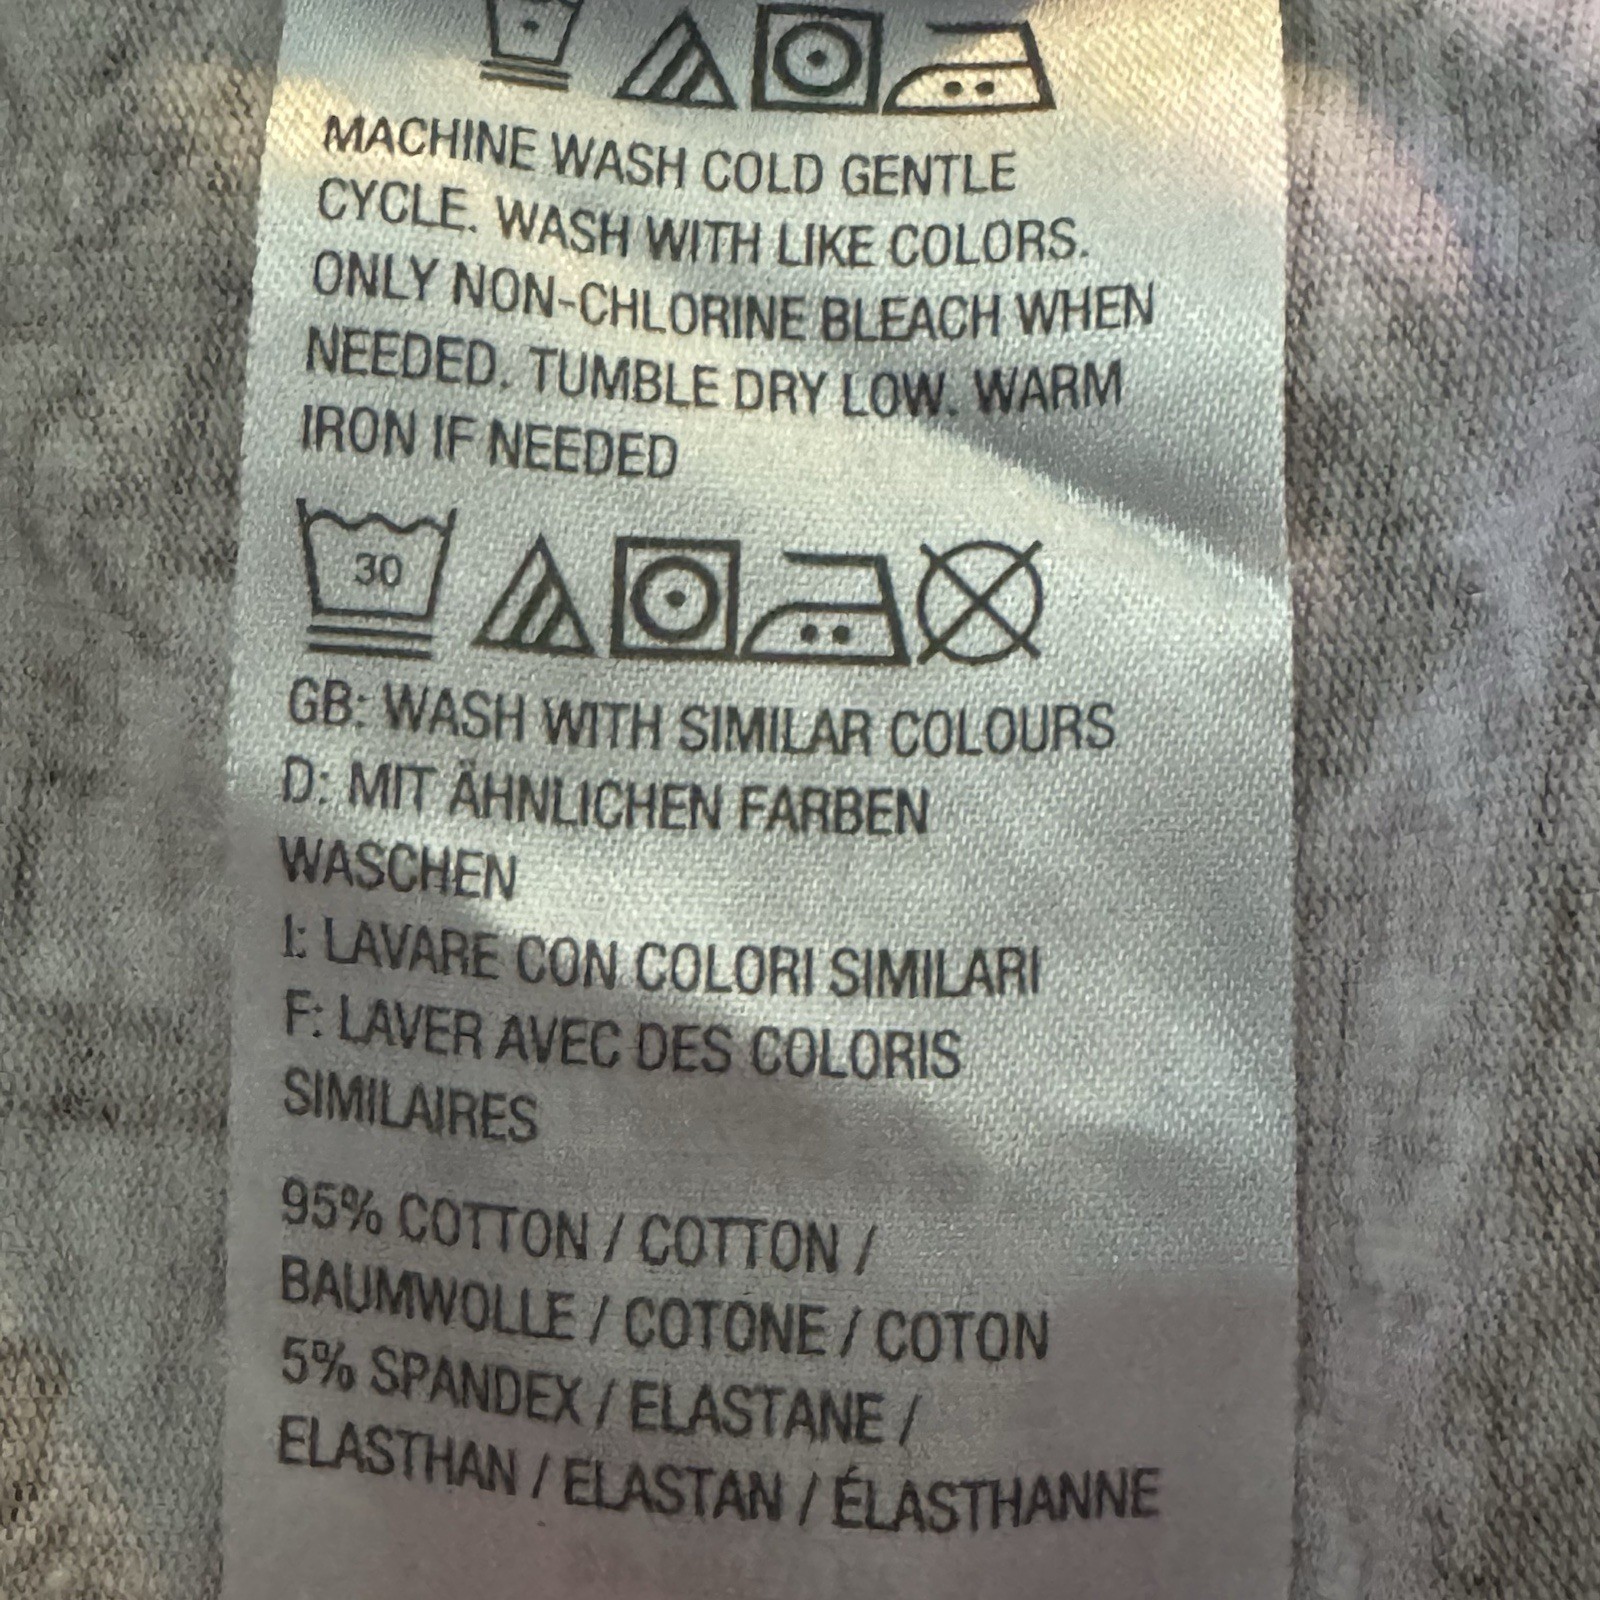 MACHINE WASH COLD GENTLE
CYCLE. WASH WITH LIKE COLORS.
ONLY NON-CHLORINE BLEACH WHEN
NEEDED. TUMBLE DRY LOW. WARM
IRON IF NEEDED
30
GB: WASH WITH SIMILAR COLOURS
D: MIT ÄHNLICHEN FARBEN
WASCHEN
I: LAVARE CON COLORI SIMILARI
F: LAVER AVEC DES COLORIS
SIMILAIRES
95% COTTON / COTTON /
BAUMWOLLE / COTONE / COTON
5% SPANDEX / ELASTANE /
ELASTHAN / ELASTAN / ÉLASTHANNE